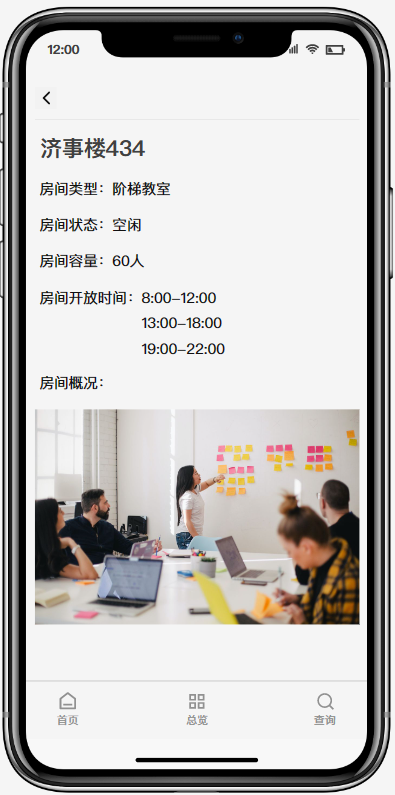 12:00
济事楼434
房间类型：阶梯教室
房间状态：空闲
房间容量：60人
房间开放时间：8:00–12:00
13:00–18:00
19:00–22:00
房间概况：
首页
总览
查询